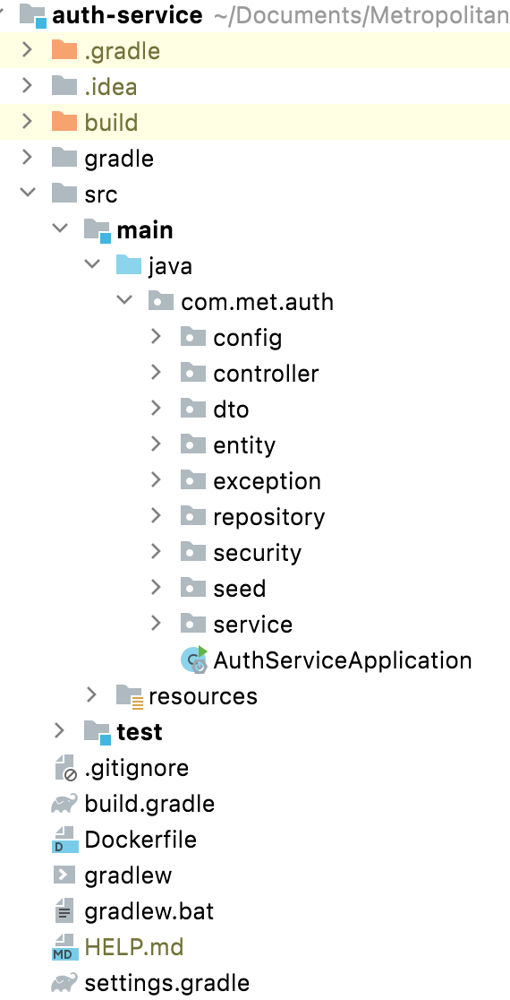 auth-service ~/Documents/Metropolitan
.gradle
.idea
build
gradle
src
main
java
com.met.auth
config
controller
dto
entity
exception
repository
security
seed
service
C AuthServiceApplication
resources
test
.gitignore
build.gradle
D Dockerfile
gradlew
gradlew.bat
MD HELP.md
settings.gradle